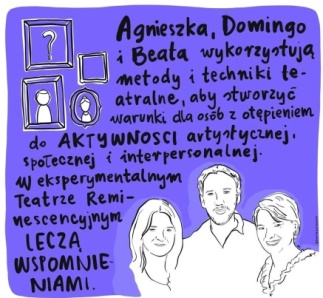 ?
Agnieszka, Domingo
i Beata wykorzystują
metody i techniki te-
atralne, aby stworzyć
warunki dla osób z otępieniem
do AKTYWNOŚCI artystycznej,
społecznej i interpersonalnej.
W eksperymentalnym
Teatrze Remi-
nescencyjnym
LECZĄ
WSPOMNIE-
NIAMI.